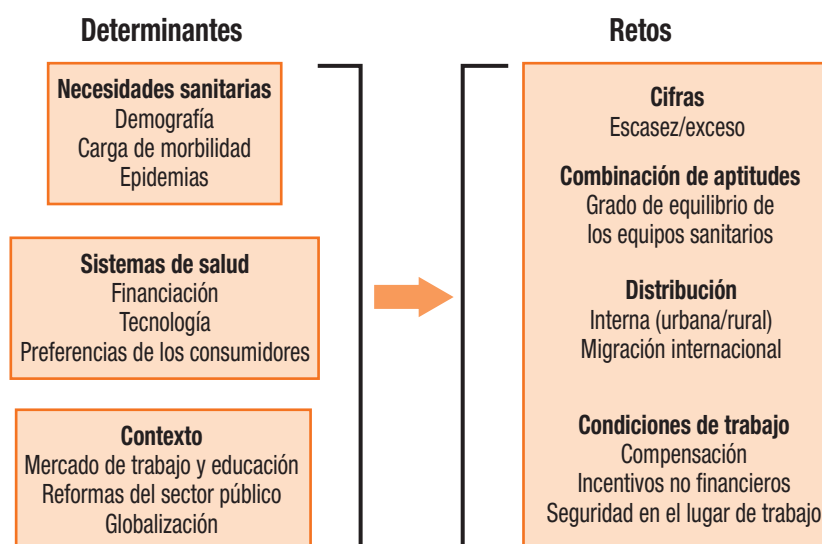 Determinantes
Necesidades sanitarias
Demografía
Carga de morbilidad
Epidemias
Sistemas de salud
Financiación
Tecnología
Preferencias de los consumidores
Contexto
Mercado de trabajo y educación
Reformas del sector público
Globalización
Retos
Cifras
Escasez/exceso
Combinación de aptitudes
Grado de equilibrio de
los equipos sanitarios
Distribución
Interna (urbana/rural)
Migración internacional
Condiciones de trabajo
Compensación
Incentivos no financieros
Seguridad en el lugar de trabajo